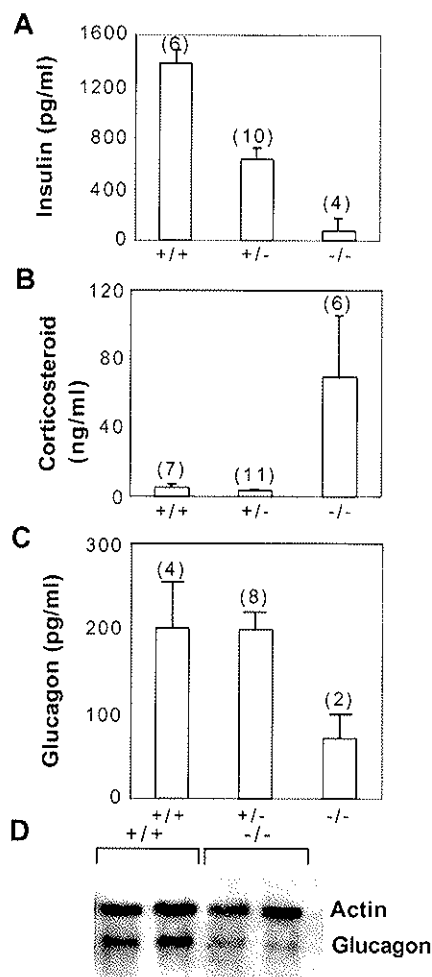 A
Insulin (pg/ml)
1600
1200
800
400
0
(6)
(10)
(4)
+/+ +/- -/-
B
Corticosteroid
(ng/ml)
120
80
40
0
(7)
(11)
(6)
+/+ +/- -/-
C
Glucagon (pg/ml)
300
200
100
0
(4)
(8)
(2)
+/+ +/- -/-
D
+/+ -/-
Actin
Glucagon